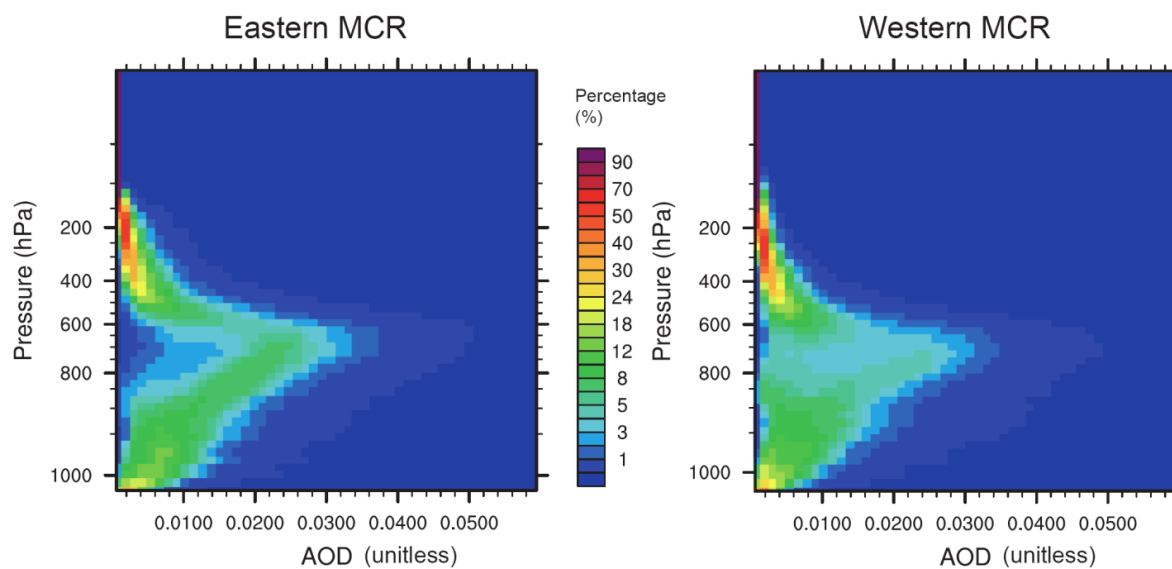 Eastern MCR
Western MCR
Pressure (hPa)
200
400
600
800
1000
0.0100 0.0200 0.0300 0.0400 0.0500
AOD (unitless)
Percentage
(%)
90
70
50
40
30
24
18
12
8
5
3
1
Pressure (hPa)
200
400
600
800
1000
0.0100 0.0200 0.0300 0.0400 0.0500
AOD (unitless)